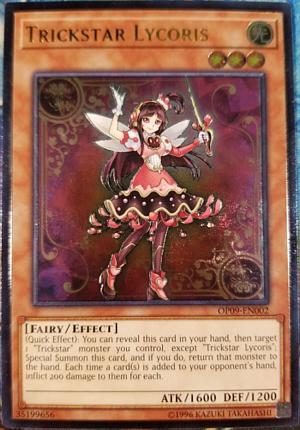 TRICKSTAR LYCORIS
OP09-EN002
[FAIRY/EFFECT]
(Quick Effect): You can reveal this card in your hand, then target
1 "Trickstar" monster you control, except "Trickstar Lycoris";
Special Summon this card, and if you do, return that monster to
the hand. Each time a card(s) is added to your opponent's hand,
inflict 200 damage to them for each.
ATK/1600 DEF/1200
35199656
©1996 KAZUKI TAKAHASHI